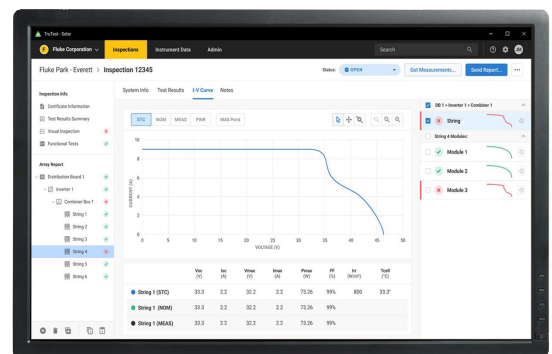 TruTest - Solar
F Fluke Corporation Inspections Instrument Data Admin Search JM
Fluke Park - Everett > Inspection 12345 Status: OPEN Get Measurements... Send Report...
Inspection Info
Certificate Information
Test Results Summary
Visual Inspection
Functional Tests
Array Report
Distribution Board 1
Inverter 1
Combiner Box 1
String 1
String 2
String 3
String 4
String 5
String 6
System Info Test Results I-V Curve Notes
STC NOM MEAS PWR MAX Point
CURRENT (A)
10
8
6
4
2
0
0 5 10 15 20 25 30 35 40 45 50
VOLTAGE (V)
Voc (V) Isc (A) Vmax (V) Imax (A) Pmax (W) FF (%) Irr (W/m²) Tcell (°C)
String 1 (STC) 33.3 2.2 32.2 2.2 73.26 99% 800 33.3°
String 1 (NOM) 33.3 2.2 32.2 2.2 73.26 99%
String 1 (MEAS) 33.3 2.2 32.2 2.2 73.26 99%
DB 1 > Inverter 1 > Combiner 1
String
String 4 Modules:
Module 1
Module 2
Module 3